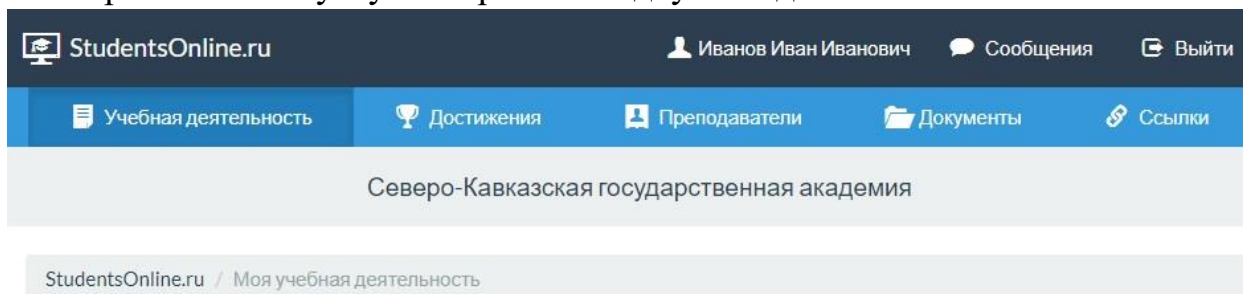 StudentsOnline.ru Иванов Иван Иванович Сообщения Выйти
Учебная деятельность Достижения Преподаватели Документы Ссылки
Северо-Кавказская государственная академия
StudentsOnline.ru / Моя учебная деятельность